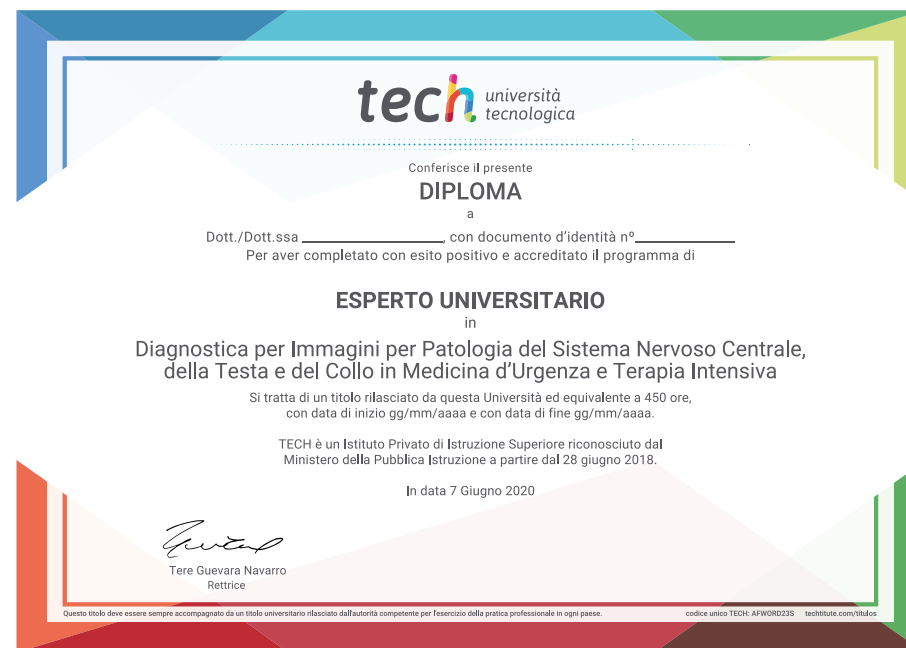 tech università
tecnologica
Conferisce il presente
DIPLOMA
a
Dott./Dott.ssa ________________, con documento d'identità nº____________
Per aver completato con esito positivo e accreditato il programma di
ESPERTO UNIVERSITARIO
in
Diagnostica per Immagini per Patologia del Sistema Nervoso Centrale,
della Testa e del Collo in Medicina d'Urgenza e Terapia Intensiva
Si tratta di un titolo rilasciato da questa Università ed equivalente a 450 ore,
con data di inizio gg/mm/aaaa e con data di fine gg/mm/aaaa.
TECH è un Istituto Privato di Istruzione Superiore riconosciuto dal
Ministero della Pubblica Istruzione a partire dal 28 giugno 2018.
In data 7 Giugno 2020
Tere Guevara Navarro
Rettrice
Questo titolo deve essere sempre accompagnato da un titolo universitario rilasciato dall'autorità competente per l'esercizio della pratica professionale in ogni paese. codice unico TECH: AFWORD23S techtitute.com/titulos